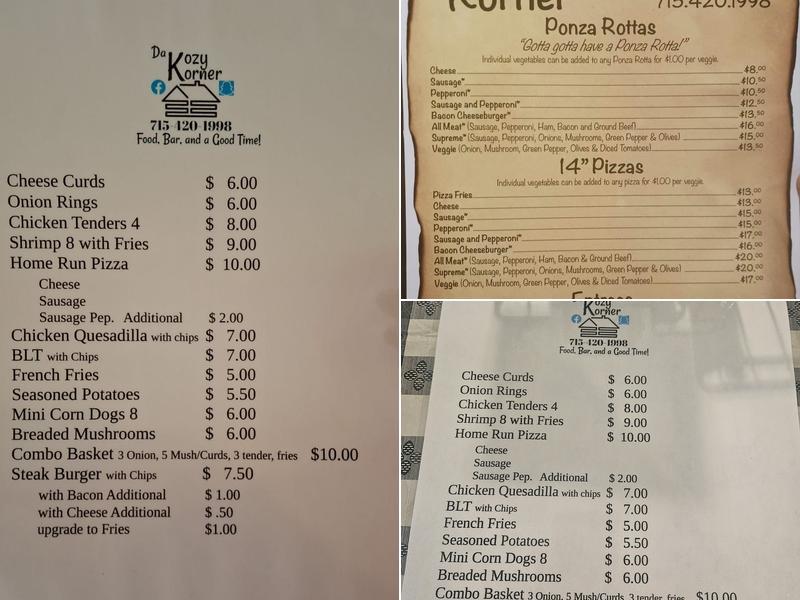 Da Kozy
Korner
715-420-1998
Food, Bar, and a Good Time!
Cheese Curds $ 6.00
Onion Rings $ 6.00
Chicken Tenders 4 $ 8.00
Shrimp 8 with Fries $ 9.00
Home Run Pizza $ 10.00
Cheese
Sausage
Sausage Pep. Additional $ 2.00
Chicken Quesadilla with chips $ 7.00
BLT with Chips $ 7.00
French Fries $ 5.00
Seasoned Potatoes $ 5.50
Mini Corn Dogs 8 $ 6.00
Breaded Mushrooms $ 6.00
Combo Basket 3 Onion, 5 Mush/Curds, 3 tender, fries $10.00
Steak Burger with Chips $ 7.50
with Bacon Additional $ 1.00
with Cheese Additional $ .50
upgrade to Fries $1.00
Korner 715.420.1998
Ponza Rottas
"Gotta gotta have a Ponza Rotta!"
Individual vegetables can be added to any Ponza Rotta for $1.00 per veggie.
Cheese $8.00
Sausage* $10.50
Pepperoni* $10.50
Sausage and Pepperoni* $12.50
Bacon Cheeseburger* $13.50
All Meat* (Sausage, Pepperoni, Ham, Bacon and Ground Beef) $16.00
Supreme* (Sausage, Pepperoni, Onions, Mushrooms, Green Pepper & Olives) $15.00
Veggie (Onion, Mushroom, Green Pepper, Olives & Diced Tomatoes) $13.50
14" Pizzas
Individual vegetables can be added to any pizza for $1.00 per veggie.
Pizza Fries $13.00
Cheese $13.00
Sausage* $15.00
Pepperoni* $15.00
Sausage and Pepperoni* $17.00
Bacon Cheeseburger* $16.00
All Meat* (Sausage, Pepperoni, Ham, Bacon & Ground Beef) $20.00
Supreme* (Sausage, Pepperoni, Onions, Mushrooms, Green Pepper & Olives) $20.00
Veggie (Onion, Mushroom, Green Pepper, Olives & Diced Tomatoes) $17.00
Entrees
Kozy
Korner
715-420-1998
Food, Bar, and a Good Time!
Cheese Curds $ 6.00
Onion Rings $ 6.00
Chicken Tenders 4 $ 8.00
Shrimp 8 with Fries $ 9.00
Home Run Pizza $ 10.00
Cheese
Sausage
Sausage Pep. Additional $ 2.00
Chicken Quesadilla with chips $ 7.00
BLT with Chips $ 7.00
French Fries $ 5.00
Seasoned Potatoes $ 5.50
Mini Corn Dogs 8 $ 6.00
Breaded Mushrooms $ 6.00
Combo Basket 3 Onion, 5 Mush/Curds, 3 tender, fries $10.00